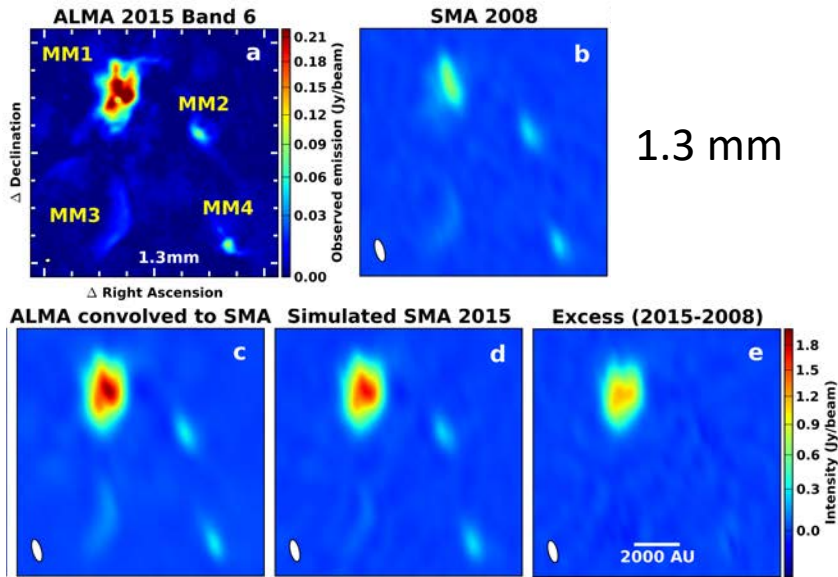 ALMA 2015 Band 6
SMA 2008
MM1
a
MM2
MM3
MM4
1.3mm
Δ Declination
Δ Right Ascension
0.21
0.18
0.15
0.12
0.09
0.06
0.03
0.00
Observed emission (Jy/beam)
b
1.3 mm
ALMA convolved to SMA
Simulated SMA 2015
Excess (2015-2008)
c
d
e
2000 AU
1.8
1.5
1.2
0.9
0.6
0.3
0.0
Intensity (Jy/beam)